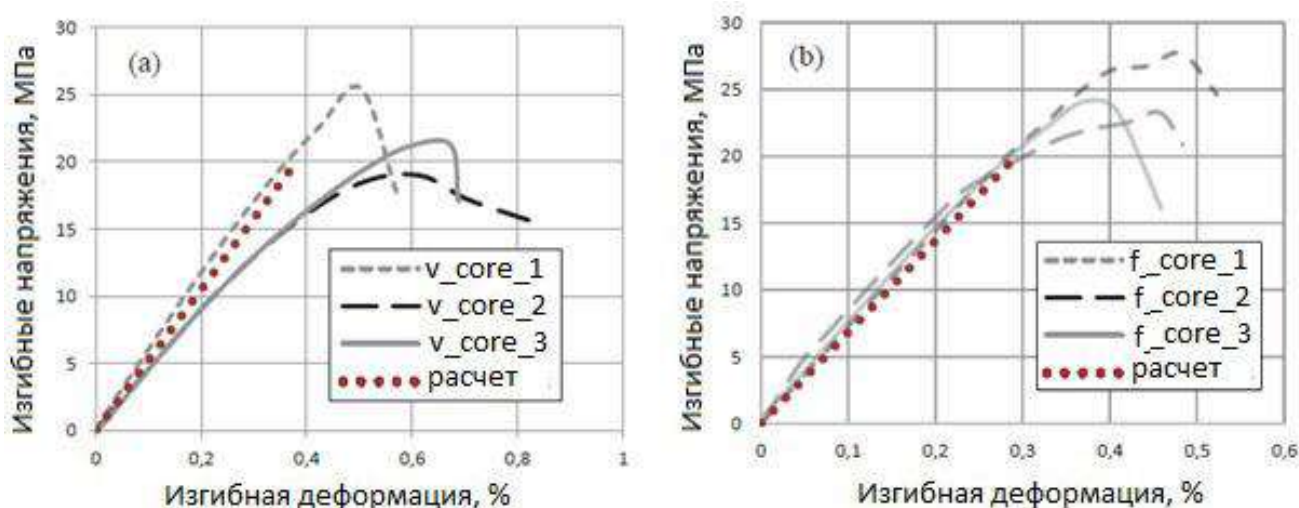 Изгибные напряжения, МПа
30
25
20
15
10
5
0
(a)
v_core_1
v_core_2
v_core_3
расчет
0
0,2
0,4
0,6
0,8
1
Изгибная деформация, %
Изгибные напряжения, МПа
30
25
20
15
10
5
0
(b)
f_core_1
f_core_2
f_core_3
расчет
0
0,1
0,2
0,3
0,4
0,5
0,6
Изгибная деформация, %